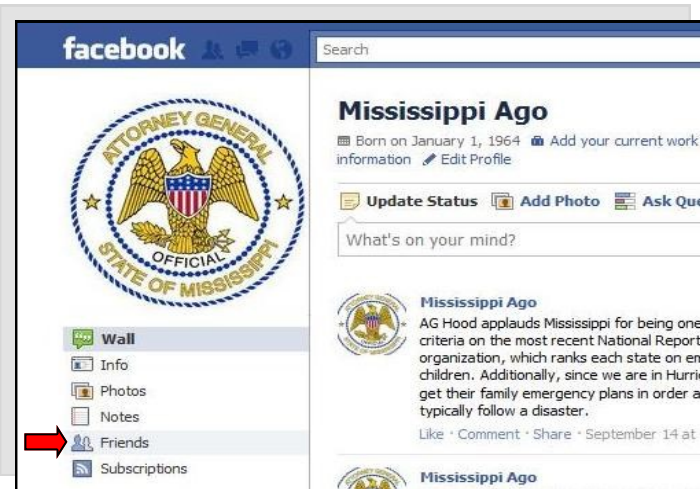 facebook
Search
ATTORNEY GENERAL
OFFICIAL
STATE OF MISSISSIPPI
Wall
Info
Photos
Notes
Friends
Subscriptions
Mississippi Ago
Born on January 1, 1964 Add your current work
information Edit Profile
Update Status Add Photo Ask Que
What's on your mind?
Mississippi Ago
AG Hood applauds Mississippi for being one
criteria on the most recent National Report
organization, which ranks each state on em
children. Additionally, since we are in Hurri
get their family emergency plans in order a
typically follow a disaster.
Like · Comment · Share · September 14 at
Mississippi Ago